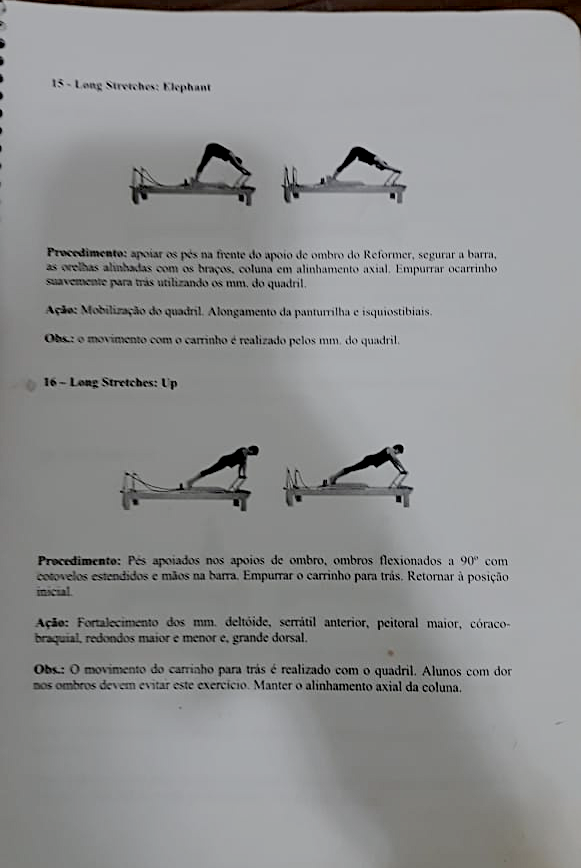 15 - Long Stretches: Elephant
Procedimento: apoiar os pés na frente do apoio de ombro do Reformer, segurar a barra,
as orelhas alinhadas com os braços, coluna em alinhamento axial. Empurrar ocarrinho
suavemente para trás utilizando os mm. do quadril.
Ação: Mobilização do quadril. Alongamento da panturrilha e isquiostibiais.
Obs.: o movimento com o carrinho é realizado pelos mm. do quadril.
16 – Long Stretches: Up
Procedimento: Pés apoiados nos apoios de ombro, ombros flexionados a 90º com
cotovelos estendidos e mãos na barra. Empurrar o carrinho para trás. Retornar à posição
inicial.
Ação: Fortalecimento dos mm. deltóide, serrátil anterior, peitoral maior, córaco-
braquial, redondos maior e menor e, grande dorsal.
Obs.: O movimento do carrinho para trás é realizado com o quadril. Alunos com dor
nos ombros devem evitar este exercício. Manter o alinhamento axial da coluna.